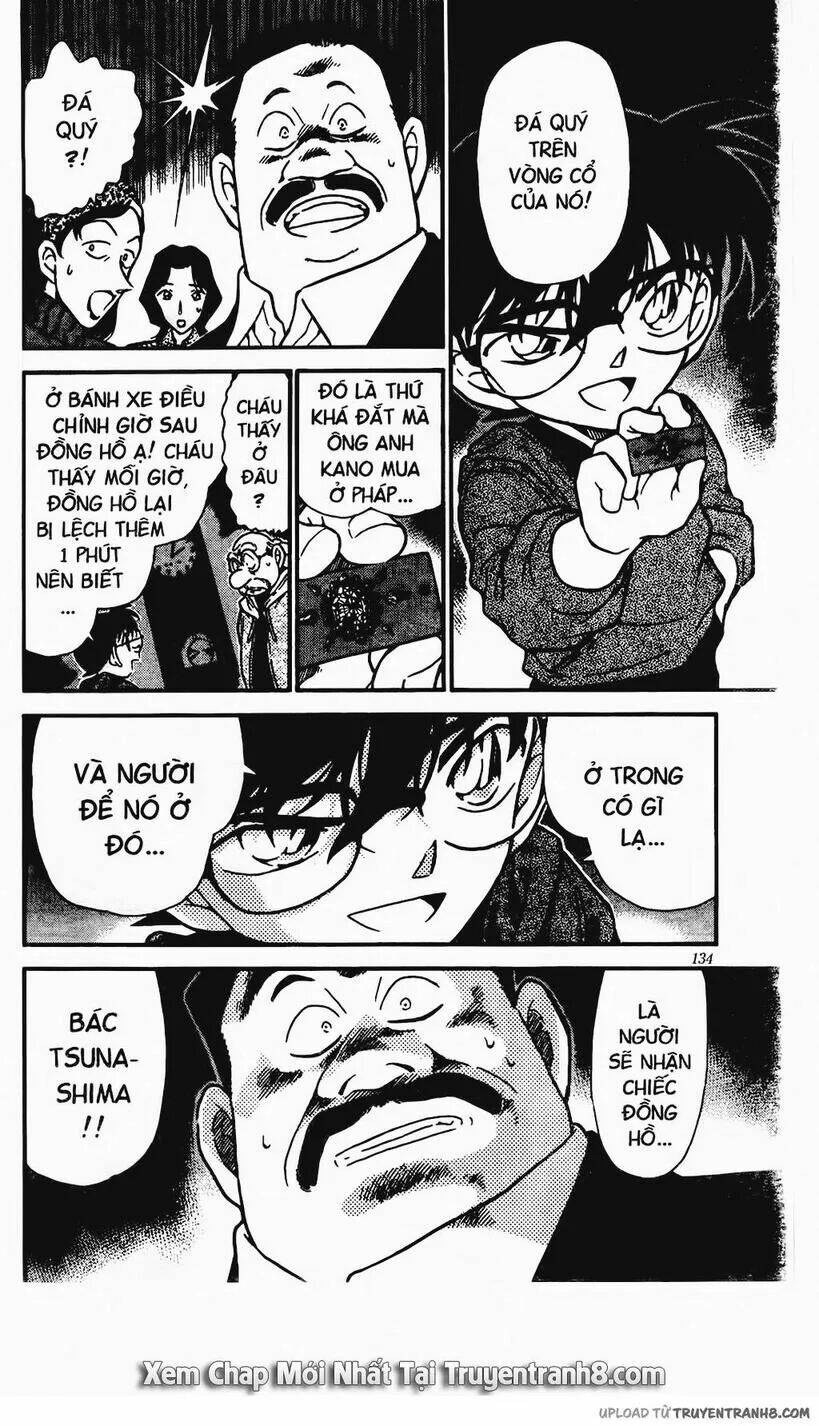 ĐÁ QUÝ
TRÊN
VÒNG CỔ
CỦA NÓ!
ĐÁ
QUÝ
?!
ĐÓ LÀ THỨ
KHÁ ĐẮT MÀ
ÔNG ANH
KANO MUA
Ở PHÁP...
CHÁU
THẤY
Ở
ĐÂU
?
Ở BÁNH XE ĐIỀU
CHỈNH GIỜ SAU
ĐỒNG HỒ Ạ! CHÁU
THẤY MỖI GIỜ,
ĐỒNG HỒ LẠI
BỊ LỆCH THÊM
1 PHÚT
NÊN BIẾT
...
Ở TRONG
CÓ GÌ
LẠ...
VÀ NGƯỜI
ĐỂ NÓ Ở
ĐÓ...
134
LÀ
NGƯỜI
SẼ NHẬN
CHIẾC
ĐỒNG
HỒ...
BÁC
TSUNA-
SHIMA
!!
Xem Chap Mới Nhất Tại Truyentranh8.com
UPLOAD TỪ TRUYENTRANH8.COM